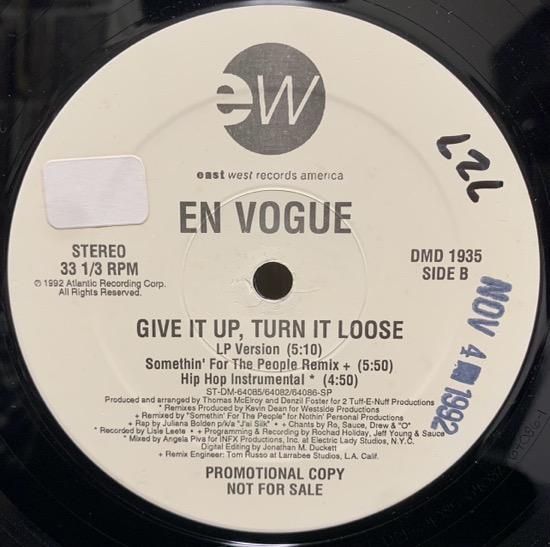 ew
east west records america
EN VOGUE
STEREO
33 1/3 RPM
℗ 1992 Atlantic Recording Corp.
All Rights Reserved.
DMD 1935
SIDE B
727
NOV 4 1992
GIVE IT UP, TURN IT LOOSE
LP Version (5:10)
Somethin' For The People Remix + (5:50)
Hip Hop Instrumental * (4:50)
ST-DM-64085/64082/64086-SP
Produced and arranged by Thomas McElroy and Denzil Foster for 2 Tuff-E-Nuff Productions
* Remixes Produced by Kevin Dean for Westside Productions
+ Remixed by "Somethin' For The People" for Nothin' Personal Productions
+ Rap by Juliana Bolden p/k/a "J'ai Silk" • + Chants by Ro, Sauce, Drew & "O"
* Recorded by Lisle Leete • + Programming & Recording by Rochad Holiday, Jeff Young & Sauce
* Mixed by Angela Piva for INFX Productions, Inc. at Electric Lady Studios, N.Y.C.
Digital Editing by Jonathan M. Duckett
+ Remix Engineer: Tom Russo at Larrabee Studios, L.A. Calif.
PROMOTIONAL COPY
NOT FOR SALE